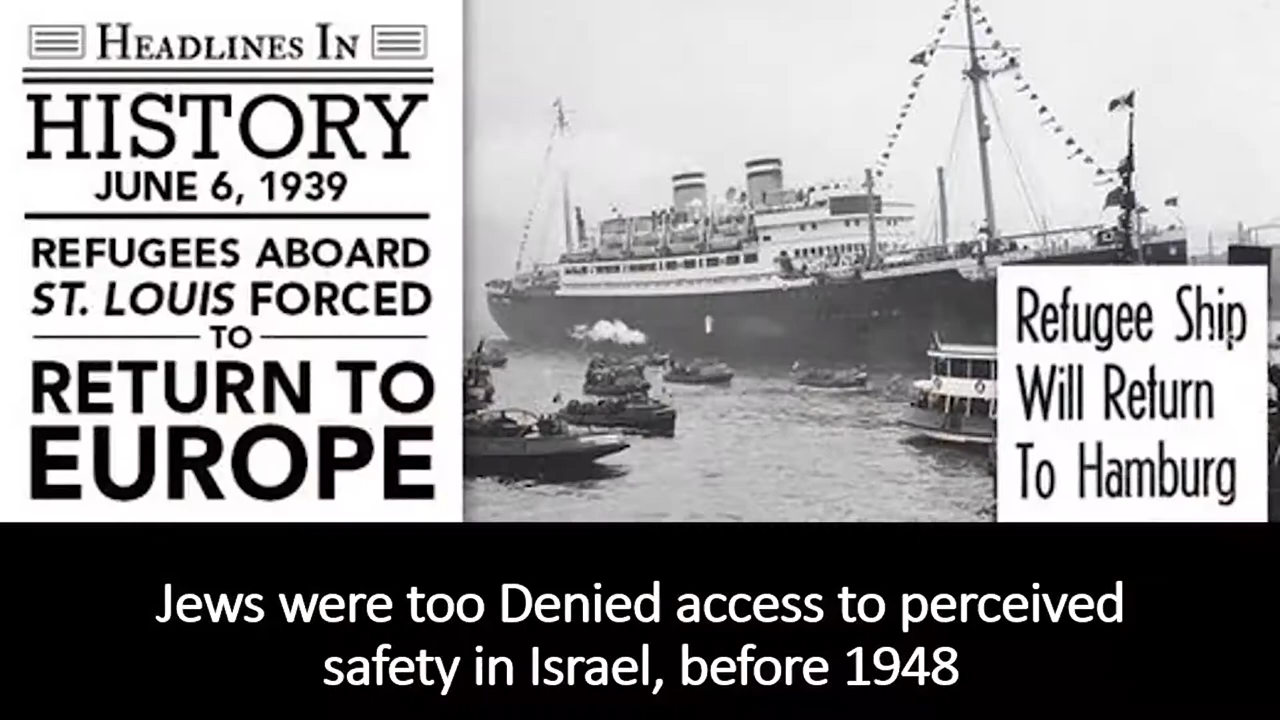 HEADLINES IN
HISTORY
JUNE 6, 1939
REFUGEES ABOARD
ST. LOUIS FORCED
TO
RETURN TO
EUROPE
Refugee Ship
Will Return
To Hamburg
Jews were too Denied access to perceived
safety in Israel, before 1948